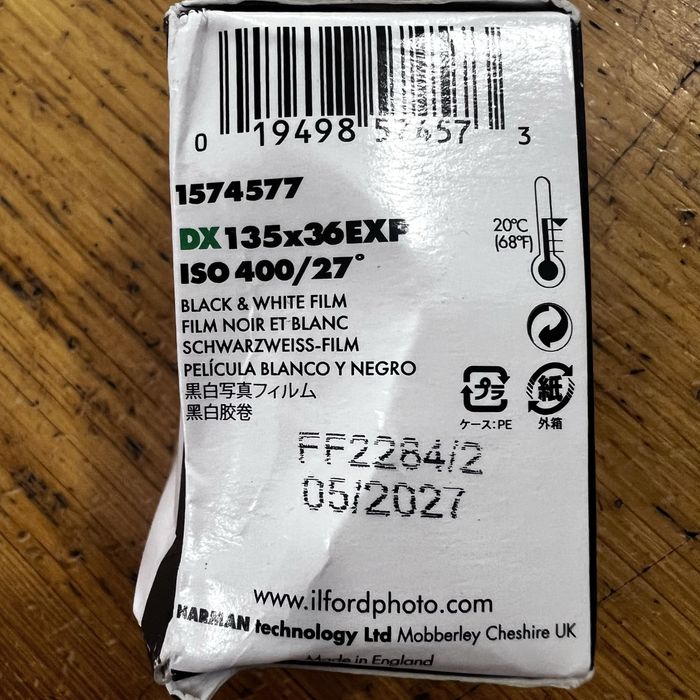 0 19498 57457 3
1574577
20°C
(68°F)
DX 135x36EXP
ISO 400/27°
BLACK & WHITE FILM
FILM NOIR ET BLANC
SCHWARZWEISS-FILM
PELÍCULA BLANCO Y NEGRO
黒白写真フィルム
黑白胶卷
プラ
紙
ケース: PE
外箱
FF2284/2
05/2027
www.ilfordphoto.com
HARMAN technology Ltd Mobberley Cheshire UK
Made in England